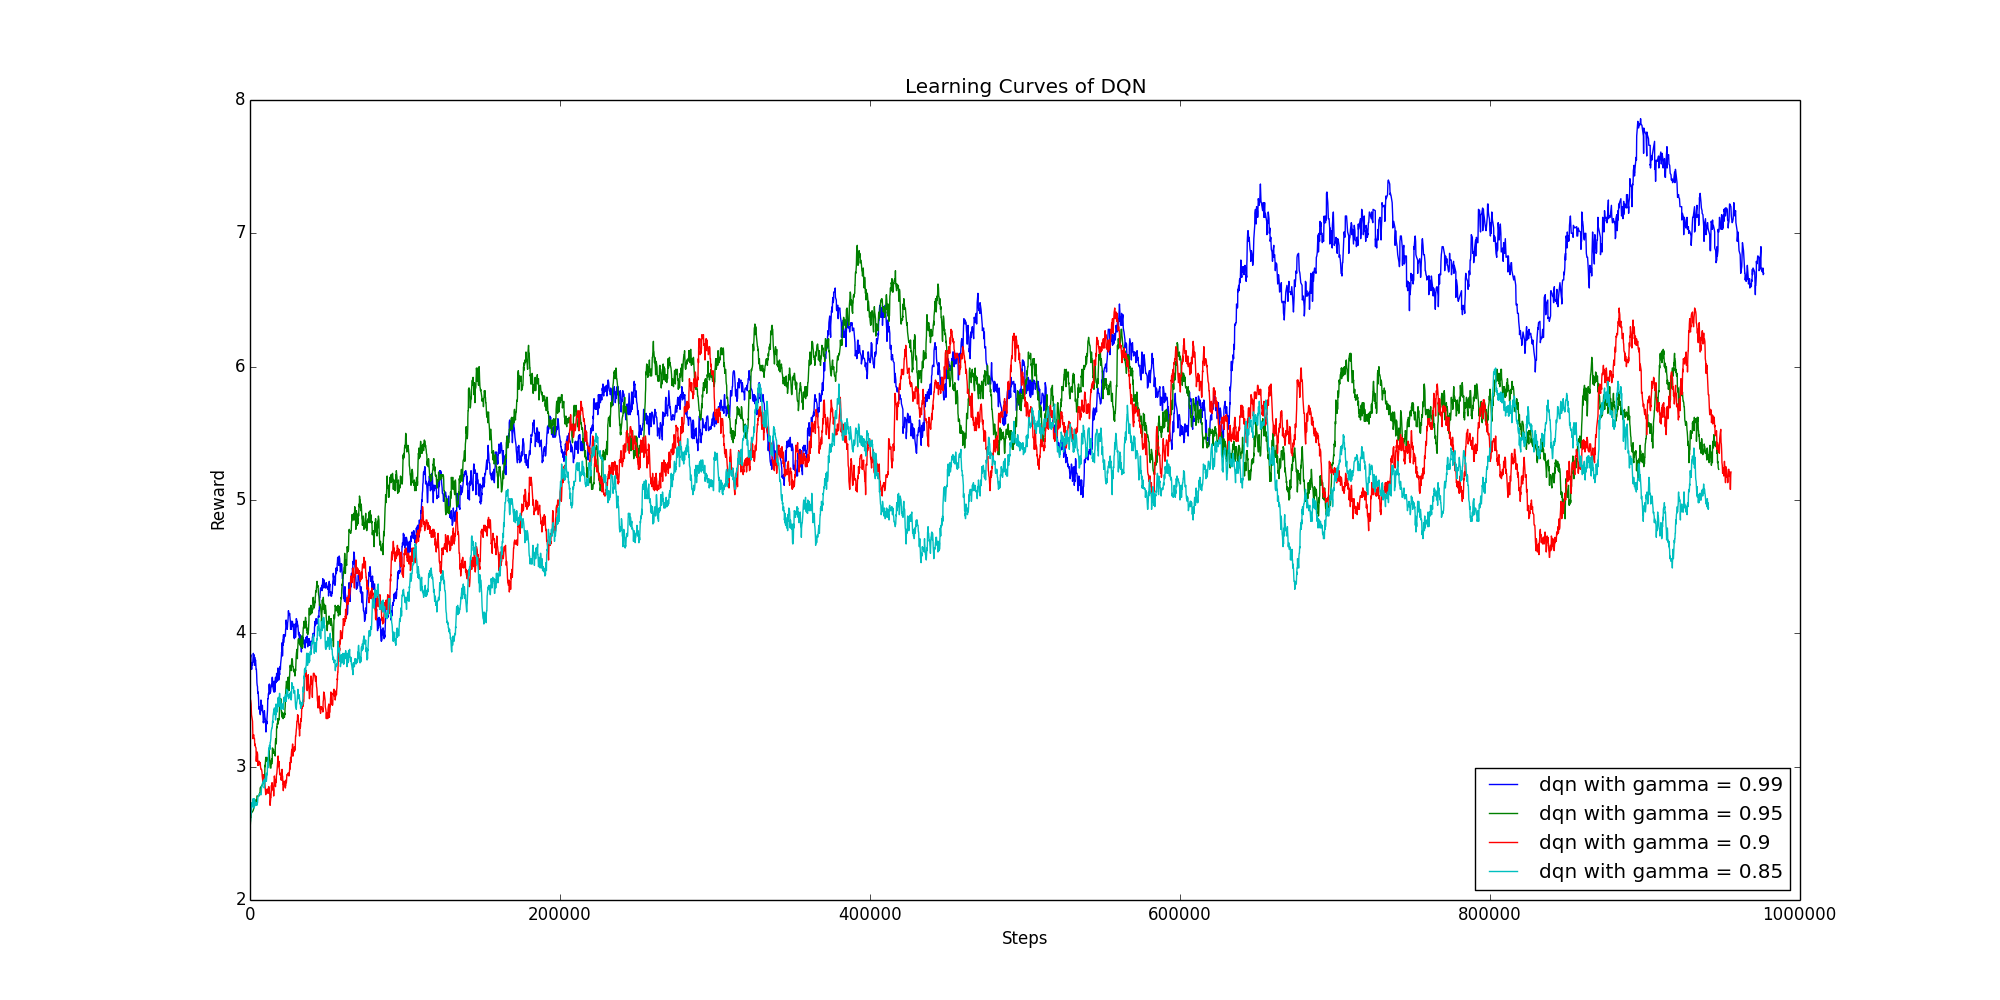 Learning Curves of DQN
8
7
6
5
4
3
2
Reward
0
200000
400000
600000
800000
1000000
Steps
dqn with gamma = 0.99
dqn with gamma = 0.95
dqn with gamma = 0.9
dqn with gamma = 0.85